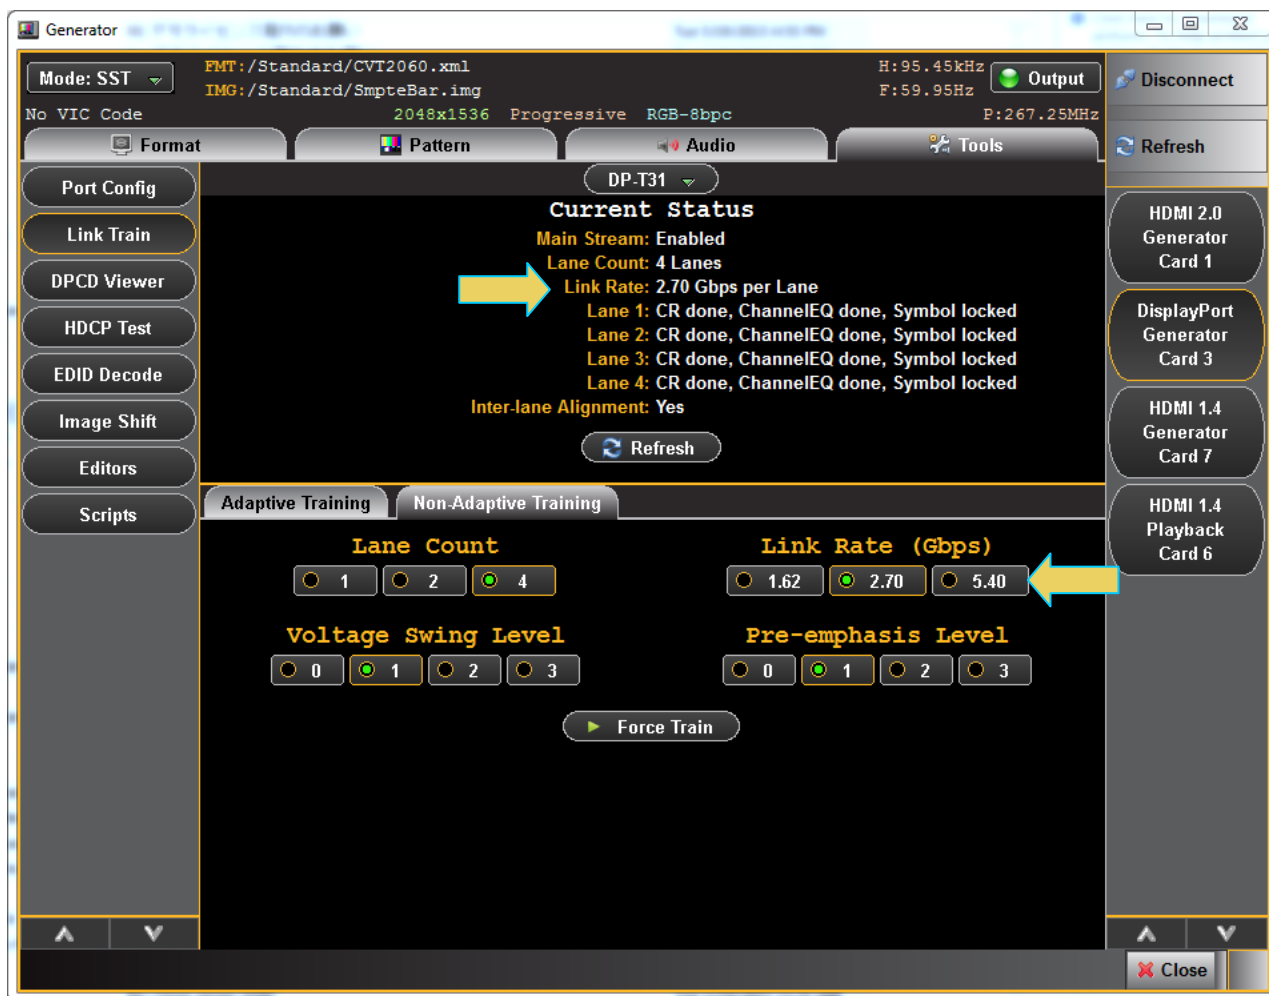 Generator
Mode: SST
FMT:/Standard/CVT2060.xml
IMG:/Standard/SmpteBar.img
H:95.45kHz
F:59.95Hz
Output
No VIC Code
2048x1536 Progressive RGB-8bpc
P:267.25MHz
Disconnect
Refresh
Format
Pattern
Audio
Tools
Port Config
Link Train
DPCD Viewer
HDCP Test
EDID Decode
Image Shift
Editors
Scripts
DP-T31
Current Status
Main Stream: Enabled
Lane Count: 4 Lanes
Link Rate: 2.70 Gbps per Lane
Lane 1: CR done, ChannelEQ done, Symbol locked
Lane 2: CR done, ChannelEQ done, Symbol locked
Lane 3: CR done, ChannelEQ done, Symbol locked
Lane 4: CR done, ChannelEQ done, Symbol locked
Inter-lane Alignment: Yes
Refresh
Adaptive Training
Non-Adaptive Training
Lane Count
1 2 4
Link Rate (Gbps)
1.62 2.70 5.40
Voltage Swing Level
0 1 2 3
Pre-emphasis Level
0 1 2 3
Force Train
HDMI 2.0
Generator
Card 1
DisplayPort
Generator
Card 3
HDMI 1.4
Generator
Card 7
HDMI 1.4
Playback
Card 6
Close